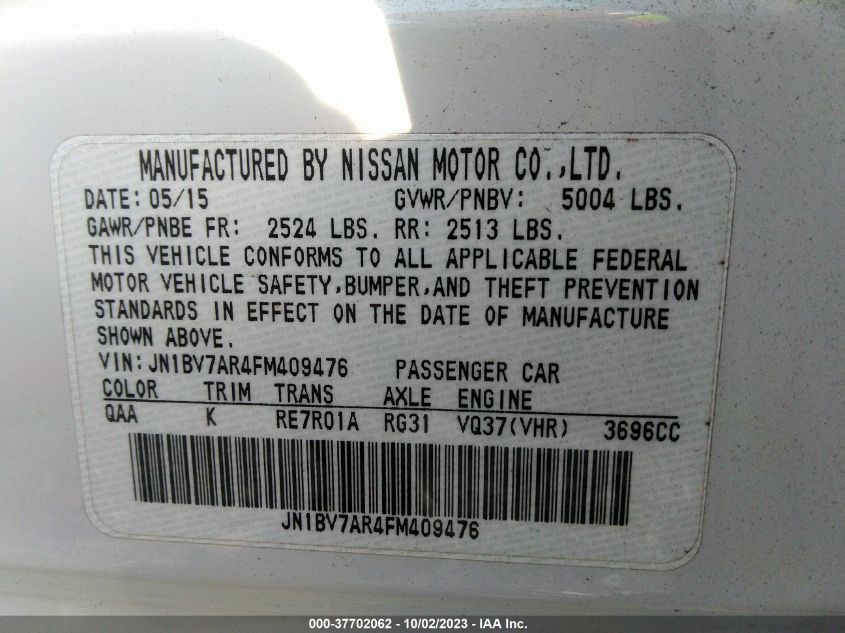 MANUFACTURED BY NISSAN MOTOR CO.,LTD.
DATE: 05/15 GVWR/PNBV: 5004 LBS.
GAWR/PNBE FR: 2524 LBS. RR: 2513 LBS.
THIS VEHICLE CONFORMS TO ALL APPLICABLE FEDERAL
MOTOR VEHICLE SAFETY,BUMPER,AND THEFT PREVENTION
STANDARDS IN EFFECT ON THE DATE OF MANUFACTURE
SHOWN ABOVE.
VIN:JN1BV7AR4FM409476 PASSENGER CAR
COLOR TRIM TRANS AXLE ENGINE
QAA K RE7R01A RG31 VQ37(VHR) 3696CC
JN1BV7AR4FM409476
000-37702062 - 10/02/2023 - IAA Inc.